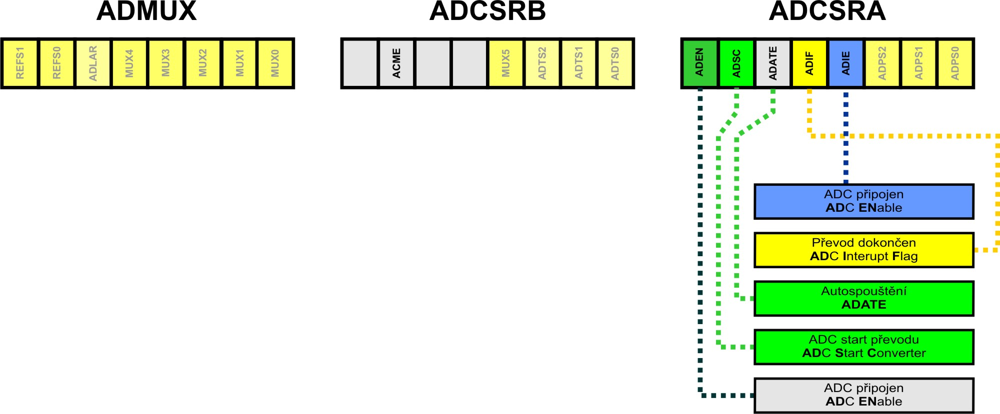 ADMUX
ADCSRB
ADCSRA
REFS1
REFS0
ADLAR
MUX4
MUX3
MUX2
MUX1
MUX0
ACME
MUX5
ADTS2
ADTS1
ADTS0
ADEN
ADSC
ADATE
ADIF
ADIE
ADPS2
ADPS1
ADPS0
ADC připojen
ADC ENable
Převod dokončen
ADC Interupt Flag
Autospouštění
ADATE
ADC start převodu
ADC Start Converter
ADC připojen
ADC ENable